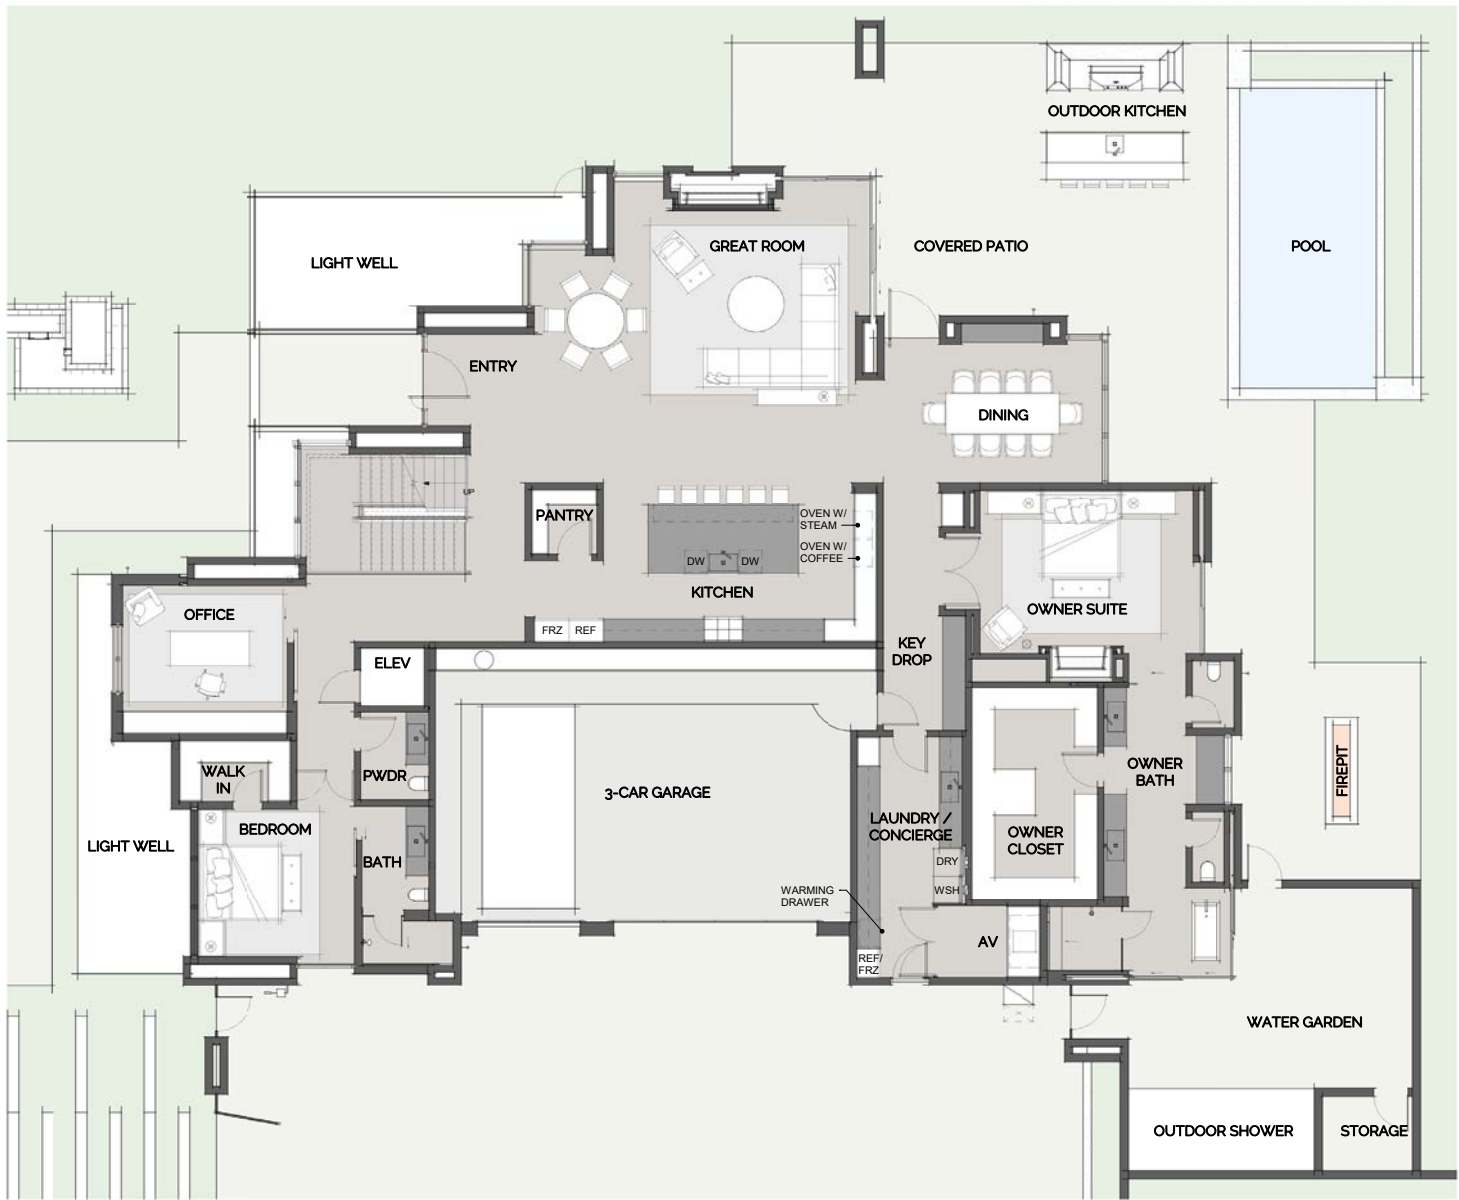 OUTDOOR KITCHEN
GREAT ROOM
COVERED PATIO
POOL
LIGHT WELL
ENTRY
DINING
UP
PANTRY
OVEN W/
STEAM
OVEN W/
COFFEE
DW
DW
KITCHEN
FRZ
REF
OFFICE
OWNER SUITE
ELEV
KEY
DROP
WALK
IN
PWDR
3-CAR GARAGE
OWNER
BATH
FIREPIT
BEDROOM
LIGHT WELL
BATH
LAUNDRY /
CONCIERGE
OWNER
CLOSET
DRY
WSH
WARMING
DRAWER
AV
REF/
FRZ
WATER GARDEN
OUTDOOR SHOWER
STORAGE